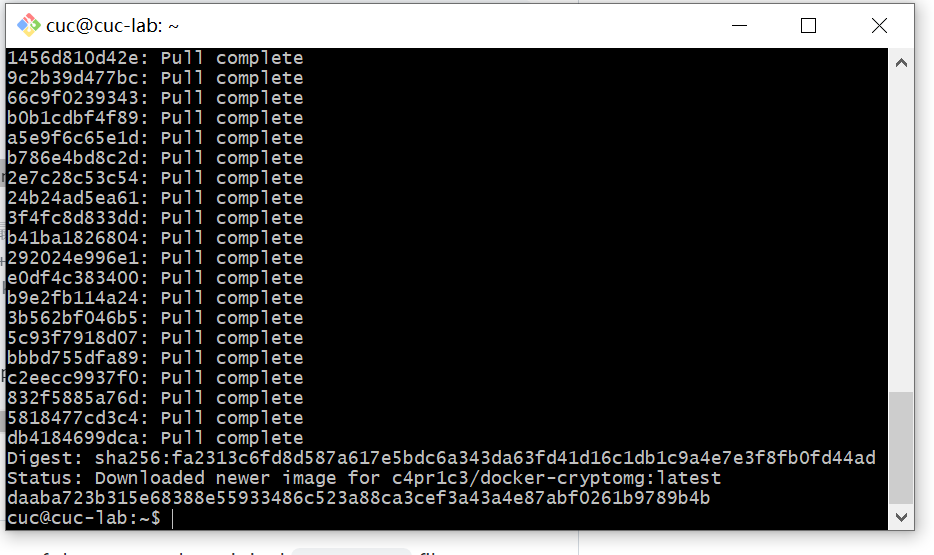 cuc@cuc-lab: ~
1456d810d42e: Pull complete
9c2b39d477bc: Pull complete
66c9f0239343: Pull complete
b0b1cdbf4f89: Pull complete
a5e9f6c65e1d: Pull complete
b786e4bd8c2d: Pull complete
2e7c28c53c54: Pull complete
24b24ad5ea61: Pull complete
3f4fc8d833dd: Pull complete
b41ba1826804: Pull complete
292024e996e1: Pull complete
e0df4c383400: Pull complete
b9e2fb114a24: Pull complete
3b562bf046b5: Pull complete
5c93f7918d07: Pull complete
bbbd755dfa89: Pull complete
c2eecc9937f0: Pull complete
832f5885a76d: Pull complete
5818477cd3c4: Pull complete
db4184699dca: Pull complete
Digest: sha256:fa2313c6fd8d587a617e5bdc6a343da63fd41d16c1db1c9a4e7e3f8fb0fd44ad
Status: Downloaded newer image for c4pr1c3/docker-cryptomg:latest
daaba723b315e68388e55933486c523a88ca3cef3a43a4e87abf0261b9789b4b
cuc@cuc-lab:~$